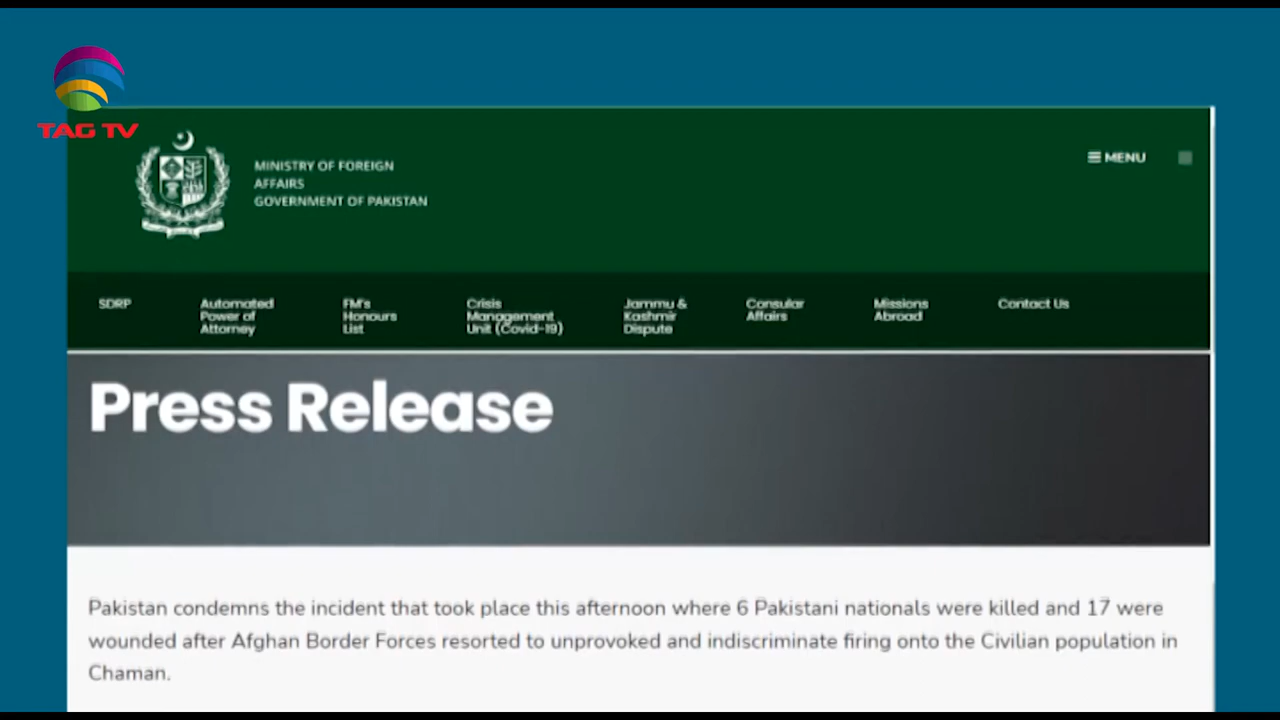 TAG TV
MINISTRY OF FOREIGN
AFFAIRS
GOVERNMENT OF PAKISTAN
MENU
SDRP
Automated
Power of
Attorney
FM's
Honours
List
Crisis
Management
Unit (Covid-19)
Jammu &
Kashmir
Dispute
Consular
Affairs
Missions
Abroad
Contact Us
Press Release
Pakistan condemns the incident that took place this afternoon where 6 Pakistani nationals were killed and 17 were
wounded after Afghan Border Forces resorted to unprovoked and indiscriminate firing onto the Civilian population in
Chaman.